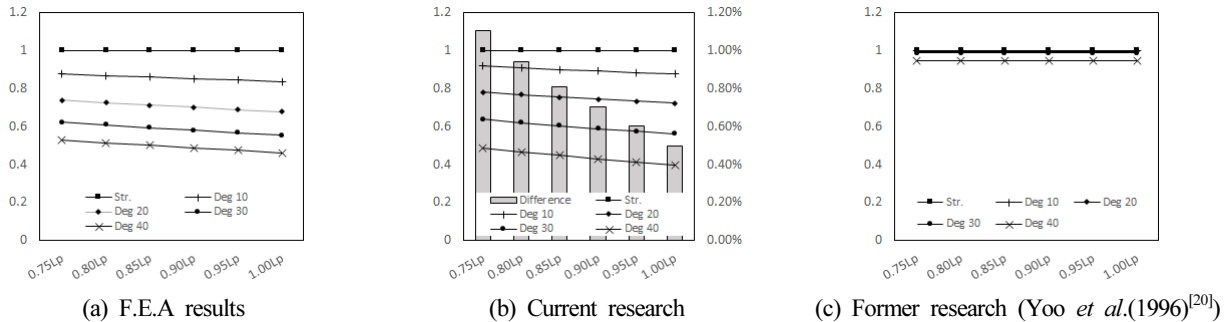 1.2
1
0.8
0.6
0.4
0.2
0
Str. Deg 10
Deg 20 Deg 30
Deg 40
0.75Lp 0.80Lp 0.85Lp 0.90Lp 0.95Lp 1.00Lp
(a) F.E.A results
1.2 1.20%
1 1.00%
0.8 0.80%
0.6 0.60%
0.4 0.40%
0.2 0.20%
0 0.00%
Difference Str.
Deg 10 Deg 20
Deg 30 Deg 40
0.75Lp 0.80Lp 0.85Lp 0.90Lp 0.95Lp 1.00Lp
(b) Current research
1.2
1
0.8
0.6
0.4
0.2
0
Str. Deg 10 Deg 20
Deg 30 Deg 40
0.75Lp 0.80Lp 0.85Lp 0.90Lp 0.95Lp 1.00Lp
(c) Former research (Yoo et al.(1996)[20])